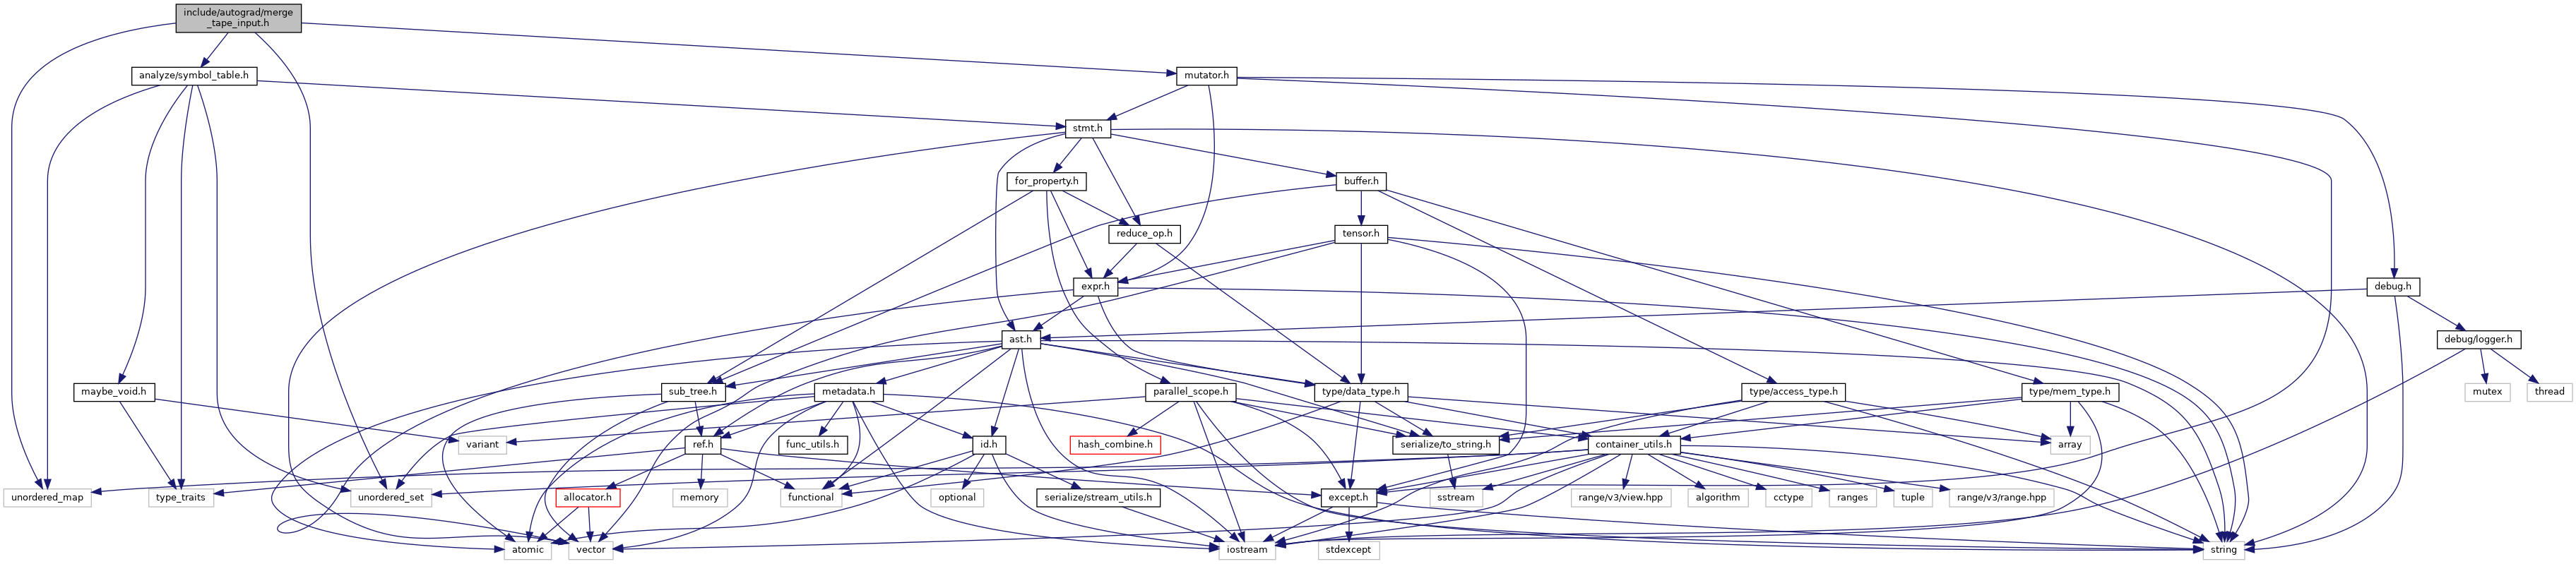 include/autograd/merge
_tape_input.h
analyze/symbol_table.h
mutator.h
stmt.h
for_property.h
buffer.h
reduce_op.h
tensor.h
expr.h
debug.h
ast.h
debug/logger.h
maybe_void.h
sub_tree.h
metadata.h
parallel_scope.h
type/data_type.h
type/access_type.h
type/mem_type.h
mutex
thread
variant
ref.h
func_utils.h
id.h
hash_combine.h
serialize/to_string.h
container_utils.h
array
unordered_map
type_traits
unordered_set
allocator.h
memory
functional
optional
serialize/stream_utils.h
except.h
sstream
range/v3/view.hpp
algorithm
cctype
ranges
tuple
range/v3/range.hpp
atomic
vector
iostream
stdexcept
string